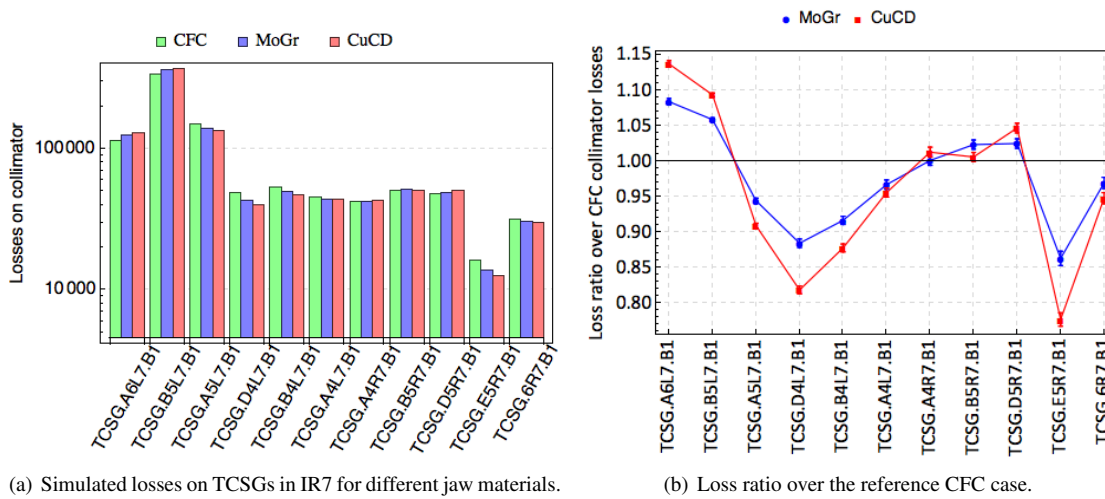 CFC MoGr CuCD
Losses on collimator
100000
10000
TCSG.A6L7.B1
TCSG.B5L7.B1
TCSG.A5L7.B1
TCSG.D4L7.B1
TCSG.B4L7.B1
TCSG.A4L7.B1
TCSG.A4R7.B1
TCSG.B5R7.B1
TCSG.D5R7.B1
TCSG.E5R7.B1
TCSG.6R7.B1
(a) Simulated losses on TCSGs in IR7 for different jaw materials.
MoGr CuCD
Loss ratio over CFC collimator losses
1.15
1.10
1.05
1.00
0.95
0.90
0.85
0.80
TCSG.A6L7.B1
TCSG.B5L7.B1
TCSG.A5L7.B1
TCSG.D4L7.B1
TCSG.B4L7.B1
TCSG.A4L7.B1
TCSG.A4R7.B1
TCSG.B5R7.B1
TCSG.D5R7.B1
TCSG.E5R7.B1
TCSG.6R7.B1
(b) Loss ratio over the reference CFC case.